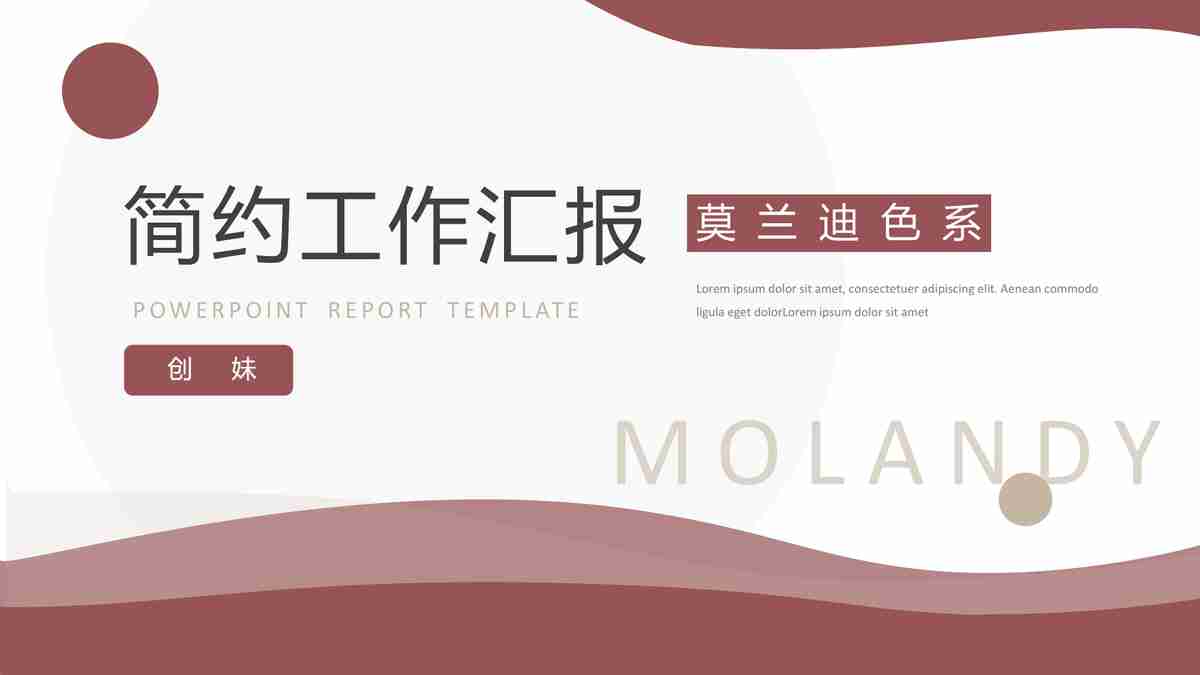 简约工作汇报
POWERPOINT REPORT TEMPLATE
创 妹
莫兰迪色系
Lorem ipsum dolor sit amet, consectetuer adipiscing elit. Aenean commodo
ligula eget dolorLorem ipsum dolor sit amet
MOLANDY